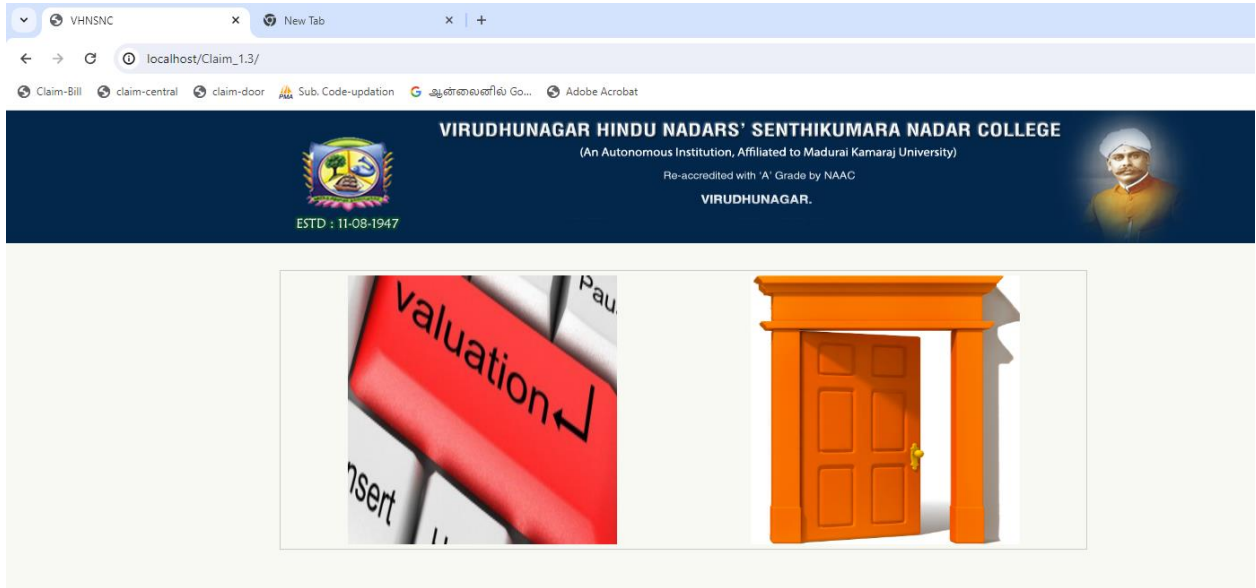 VHNSNC
New Tab
localhost/Claim_1.3/
Claim-Bill claim-central claim-door Sub. Code-updation ஆன்லைனில் Go... Adobe Acrobat
VIRUDHUNAGAR HINDU NADARS' SENTHIKUMARA NADAR COLLEGE
(An Autonomous Institution, Affiliated to Madurai Kamaraj University)
Re-accredited with 'A' Grade by NAAC
VIRUDHUNAGAR.
ESTD : 11-08-1947
Pau
valuation
nsert